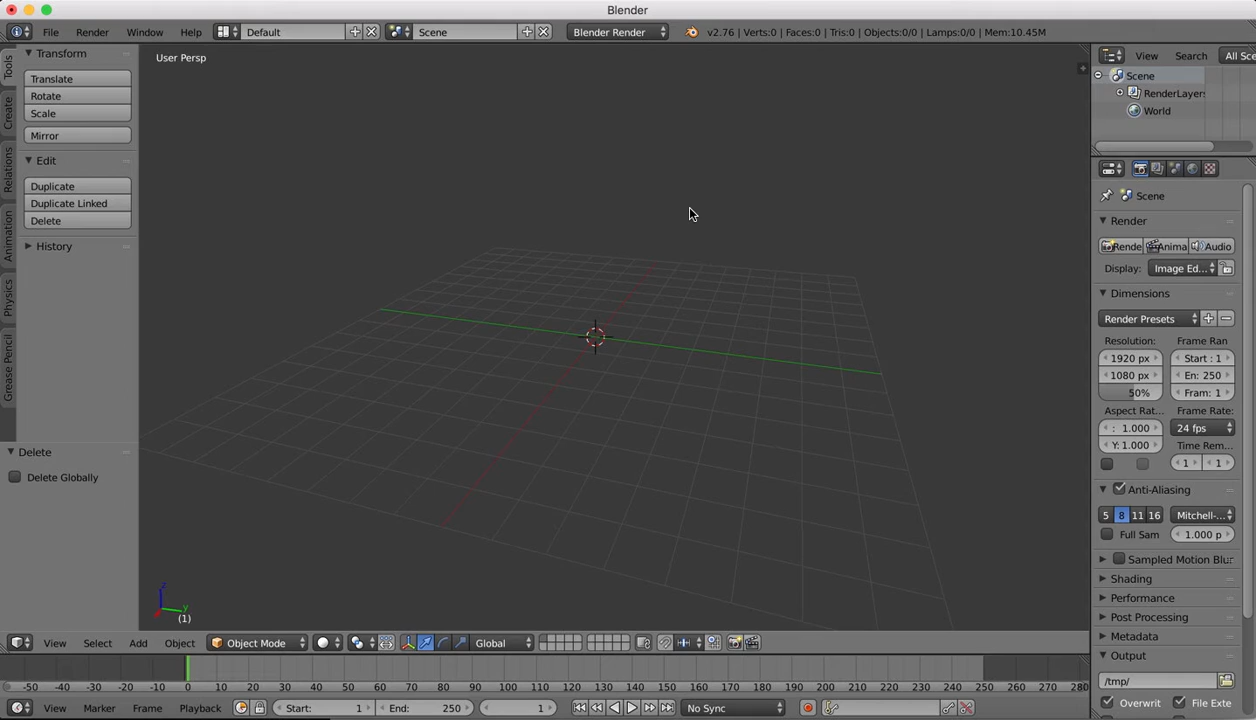 Blender
File Render Window Help Default Scene Blender Render v2.76 | Verts:0 | Faces:0 | Tris:0 | Objects:0/0 | Lamps:0/0 | Mem:10.45M
Tools
Create
Relations
Animation
Physics
Grease Pencil
Transform
Translate
Rotate
Scale
Mirror
Edit
Duplicate
Duplicate Linked
Delete
History
Delete
Delete Globally
User Persp
z
y
(1)
View Search All Sce
Scene
RenderLayer
World
Scene
Render
Rende Anima Audio
Display: Image Ed...
Dimensions
Render Presets
Resolution: Frame Ran
1920 px Start : 1
1080 px En: 250
50% Fram: 1
Aspect Rat... Frame Rate:
: 1.000 24 fps
Y: 1.000 Time Rem...
1 1
Anti-Aliasing
5 8 11 16 Mitchell-...
Full Sam 1.000 p
Sampled Motion Blu
Shading
Performance
Post Processing
Metadata
Output
/tmp/
Overwrit File Exte
View Select Add Object Object Mode Global
-50 -40 -30 -20 -10 0 10 20 30 40 50 60 70 80 90 100 110 120 130 140 150 160 170 180 190 200 210 220 230 240 250 260 270 280
View Marker Frame Playback Start: 1 End: 250 1 No Sync